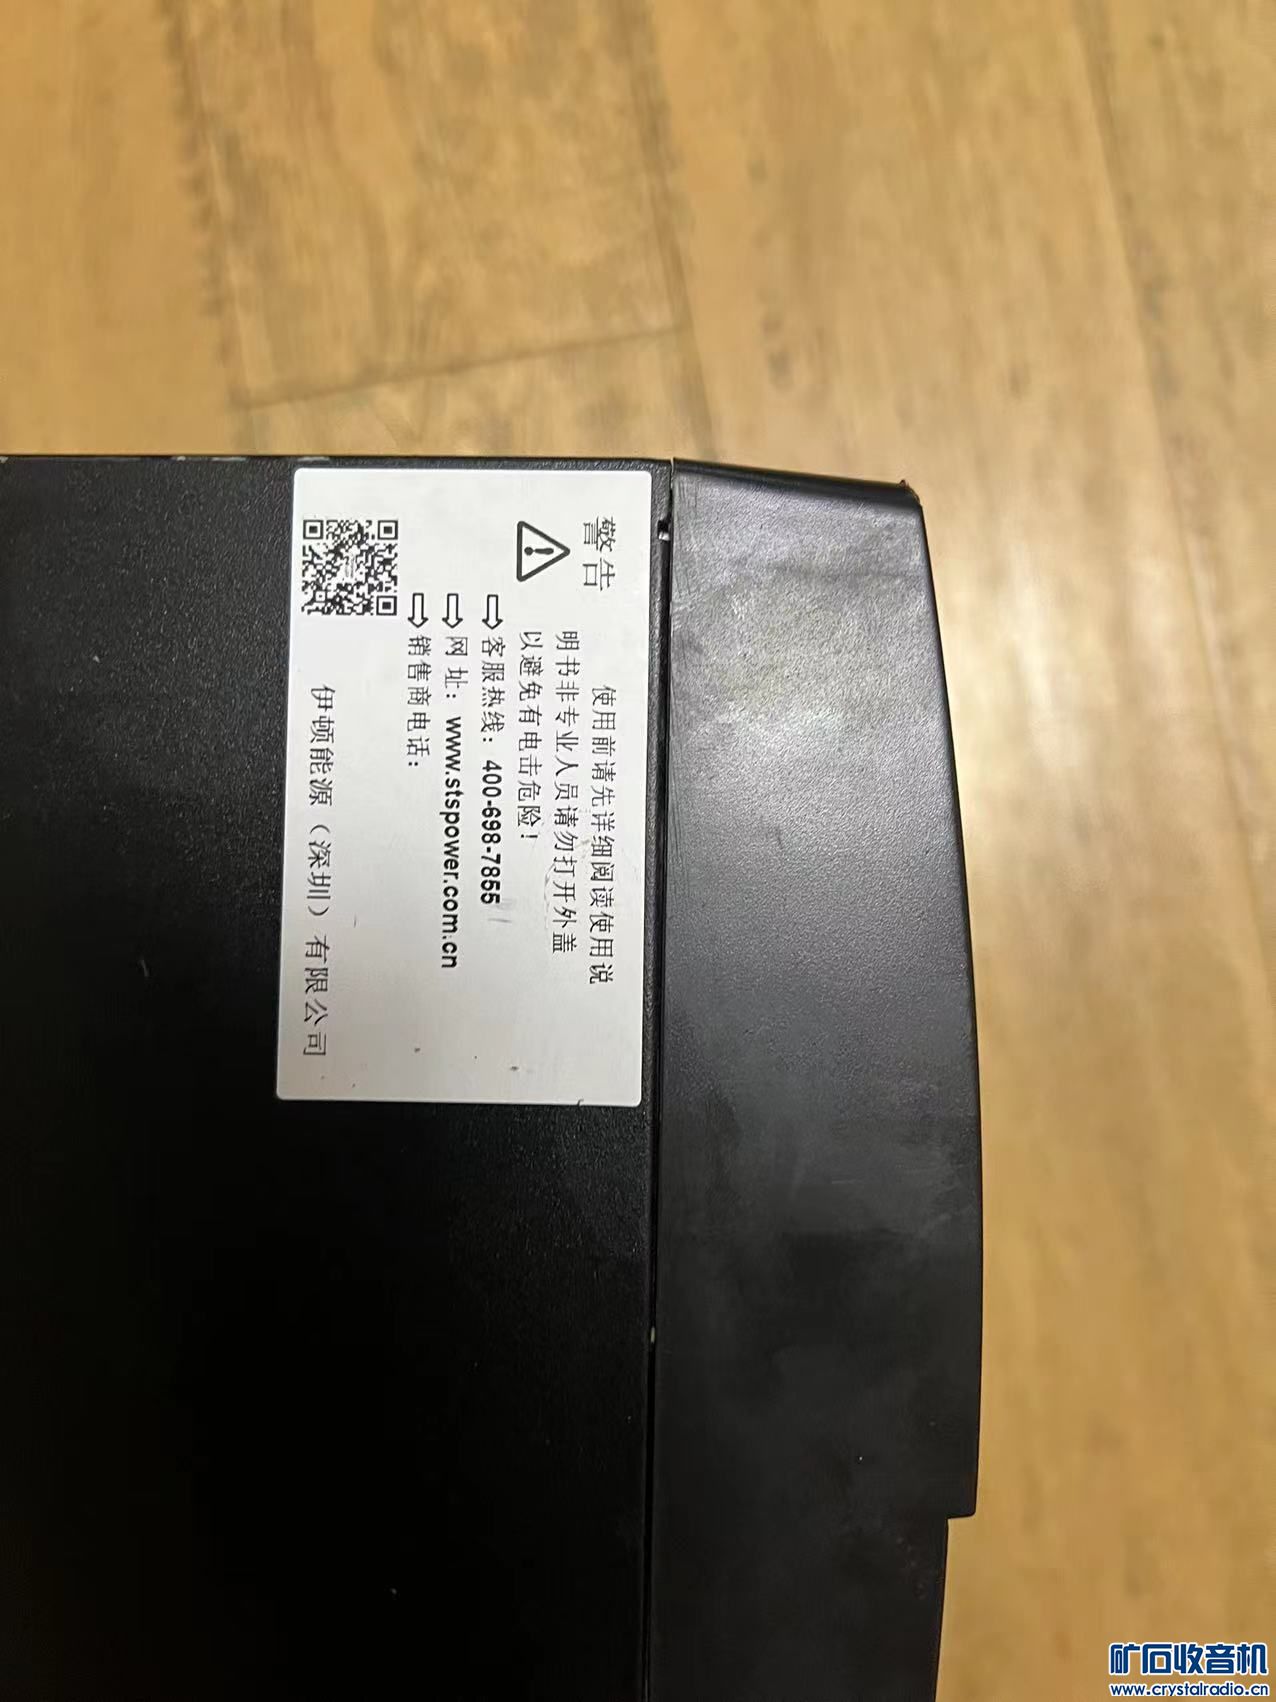 警告
使用前请先详细阅读使用说
明书非专业人员请勿打开外盖
以避免有电击危险！
⇨客服热线：400-698-7855
⇨网 址：www.stspower.com.cn
⇨销售商电话：
伊顿能源（深圳）有限公司
矿石收音机
www.crystalradio.cn